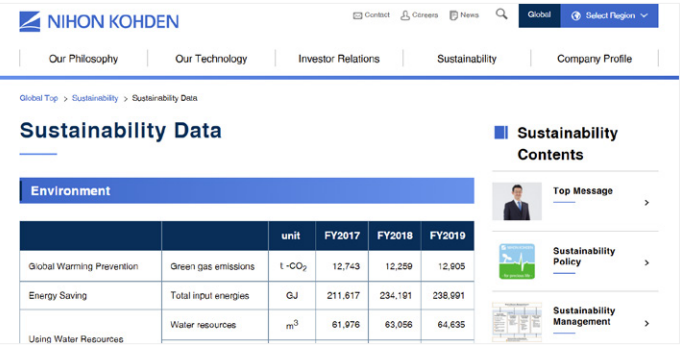 NIHON KOHDEN
Contact Careers News Global Select Region
Our Philosophy Our Technology Investor Relations Sustainability Company Profile
Global Top > Sustainability > Sustainability Data
Sustainability Data
Environment
unit FY2017 FY2018 FY2019
Global Warming Prevention Green gas emissions t -CO2 12,743 12,259 12,905
Energy Saving Total input energies GJ 211,617 234,191 238,991
Using Water Resources Water resources m3 61,976 63,056 64,635
Sustainability
Contents
Top Message
Sustainability
Policy
Sustainability
Management